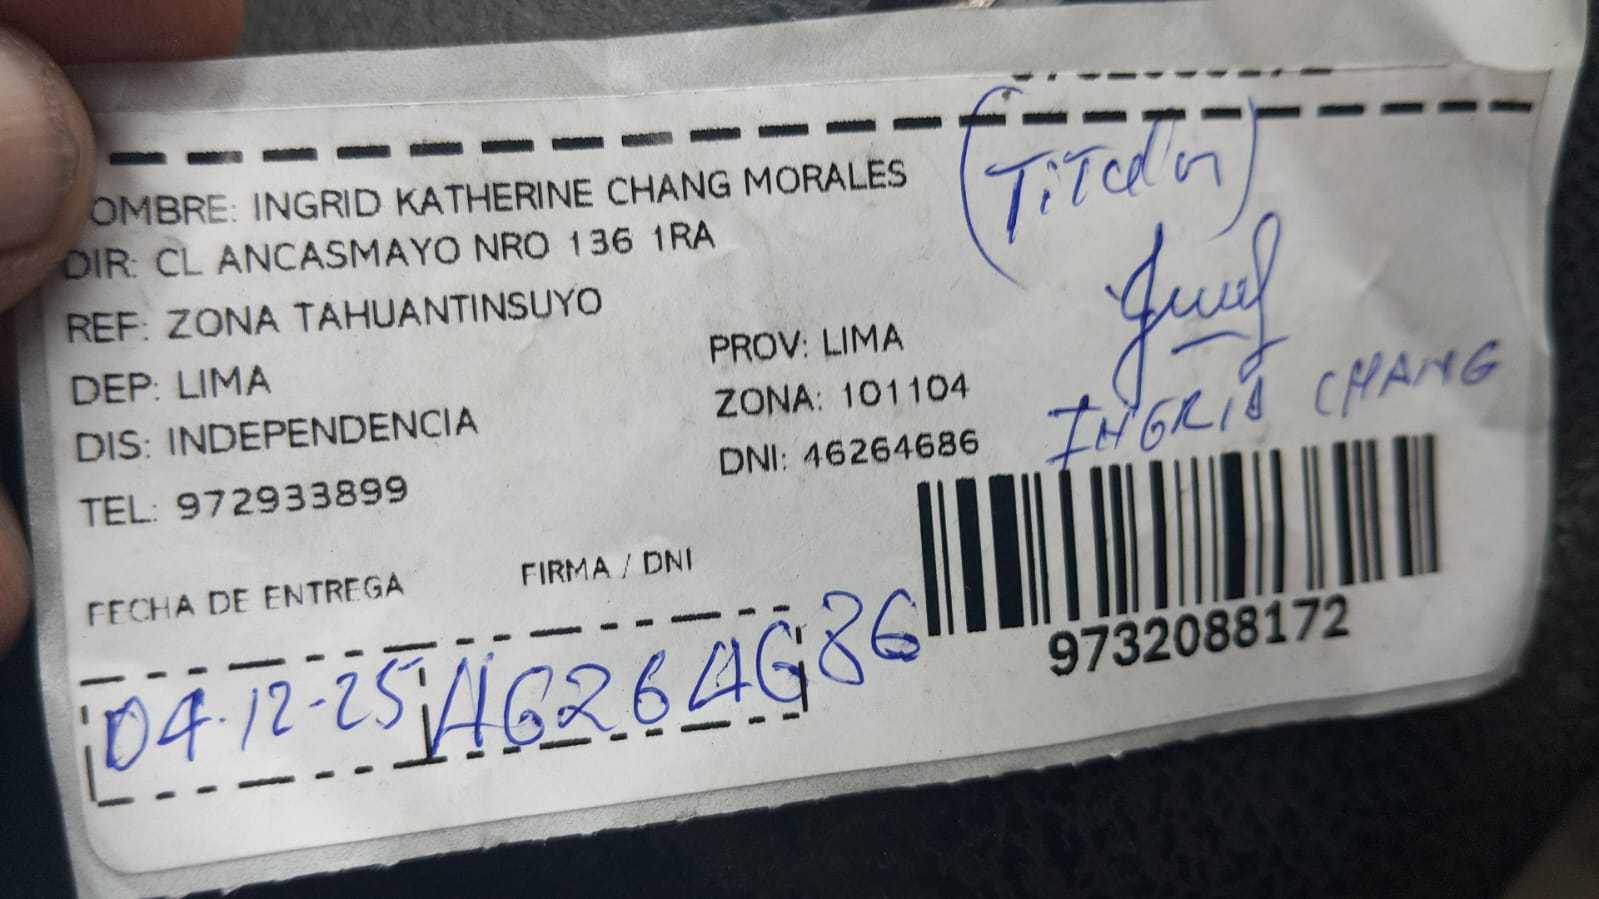 OMBRE: INGRID KATHERINE CHANG MORALES
DIR: CL ANCASMAYO NRO 136 1RA
REF: ZONA TAHUANTINSUYO
DEP: LIMA
PROV: LIMA
DIS: INDEPENDENCIA
ZONA: 101104
TEL: 972933899
DNI: 46264686
(Titular)
INGRID CHANG
FECHA DE ENTREGA
FIRMA / DNI
04-12-25
46264686
9732088172